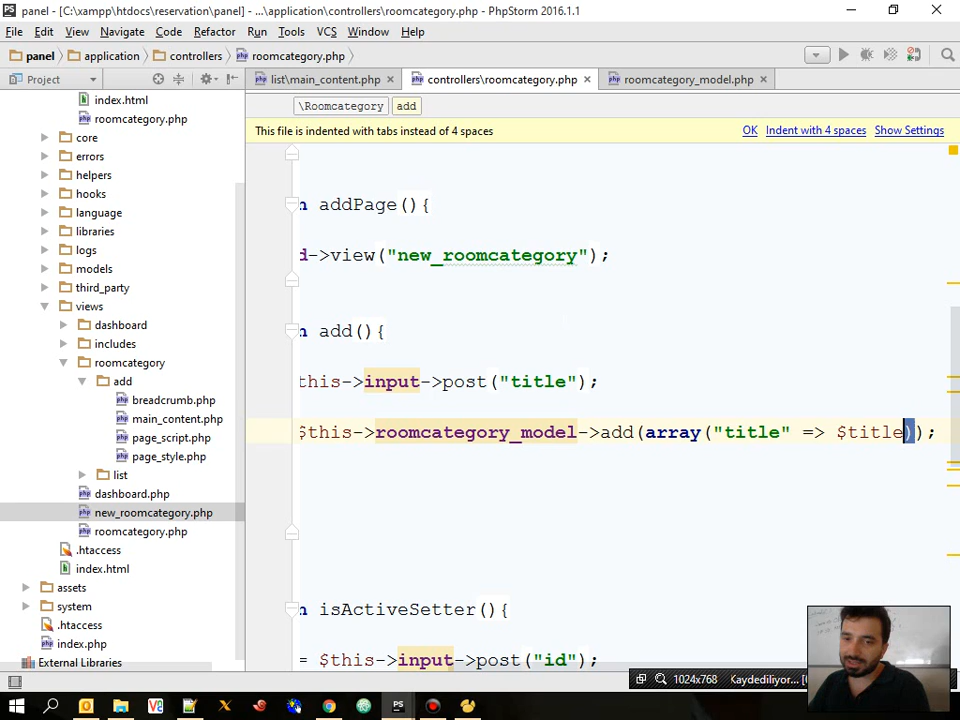 panel - [C:\xampp\htdocs\reservation\panel] - ...\application\controllers\roomcategory.php - PhpStorm 2016.1.1
File Edit View Navigate Code Refactor Run Tools VCS Window Help
panel application controllers roomcategory.php
Project
list\main_content.php controllers\roomcategory.php roomcategory_model.php
index.html
\Roomcategory add
roomcategory.php
This file is indented with tabs instead of 4 spaces OK Indent with 4 spaces Show Settings
core
errors
helpers
hooks
language
libraries
logs
models
third_party
views
dashboard
includes
roomcategory
add
breadcrumb.php
main_content.php
page_script.php
page_style.php
list
dashboard.php
new_roomcategory.php
roomcategory.php
.htaccess
index.html
assets
system
.htaccess
index.php
External Libraries
n addPage(){
d->view("new_roomcategory");
n add(){
this->input->post("title");
$this->roomcategory_model->add(array("title" => $title));
n isActiveSetter(){
= $this->input->post("id");
1024x768 Kaydediliyor...
PS